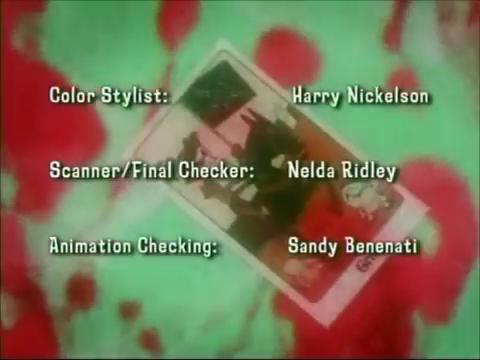 Color Stylist: Harry Nickelson
Scanner/Final Checker: Nelda Ridley
Animation Checking: Sandy Benenati